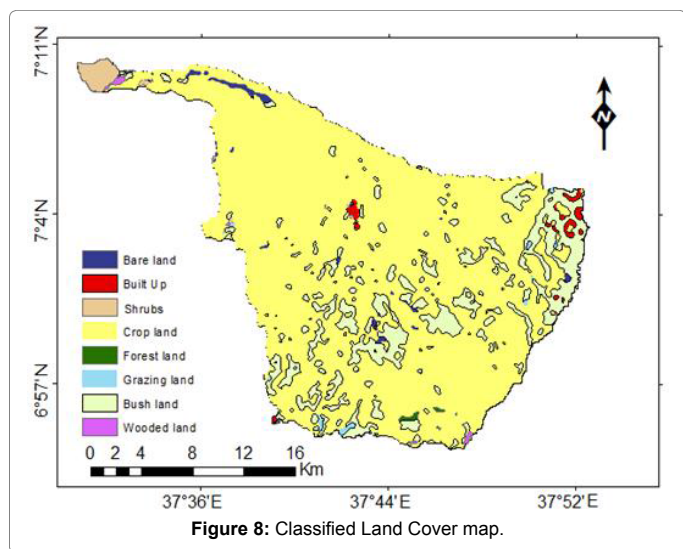 7°11'N
7°4'N
6°57'N
N
Bare land
Built Up
Shrubs
Crop land
Forest land
Grazing land
Bush land
Wooded land
0 2 4 8 12 16
Km
37°36'E 37°44'E 37°52'E
Figure 8: Classified Land Cover map.